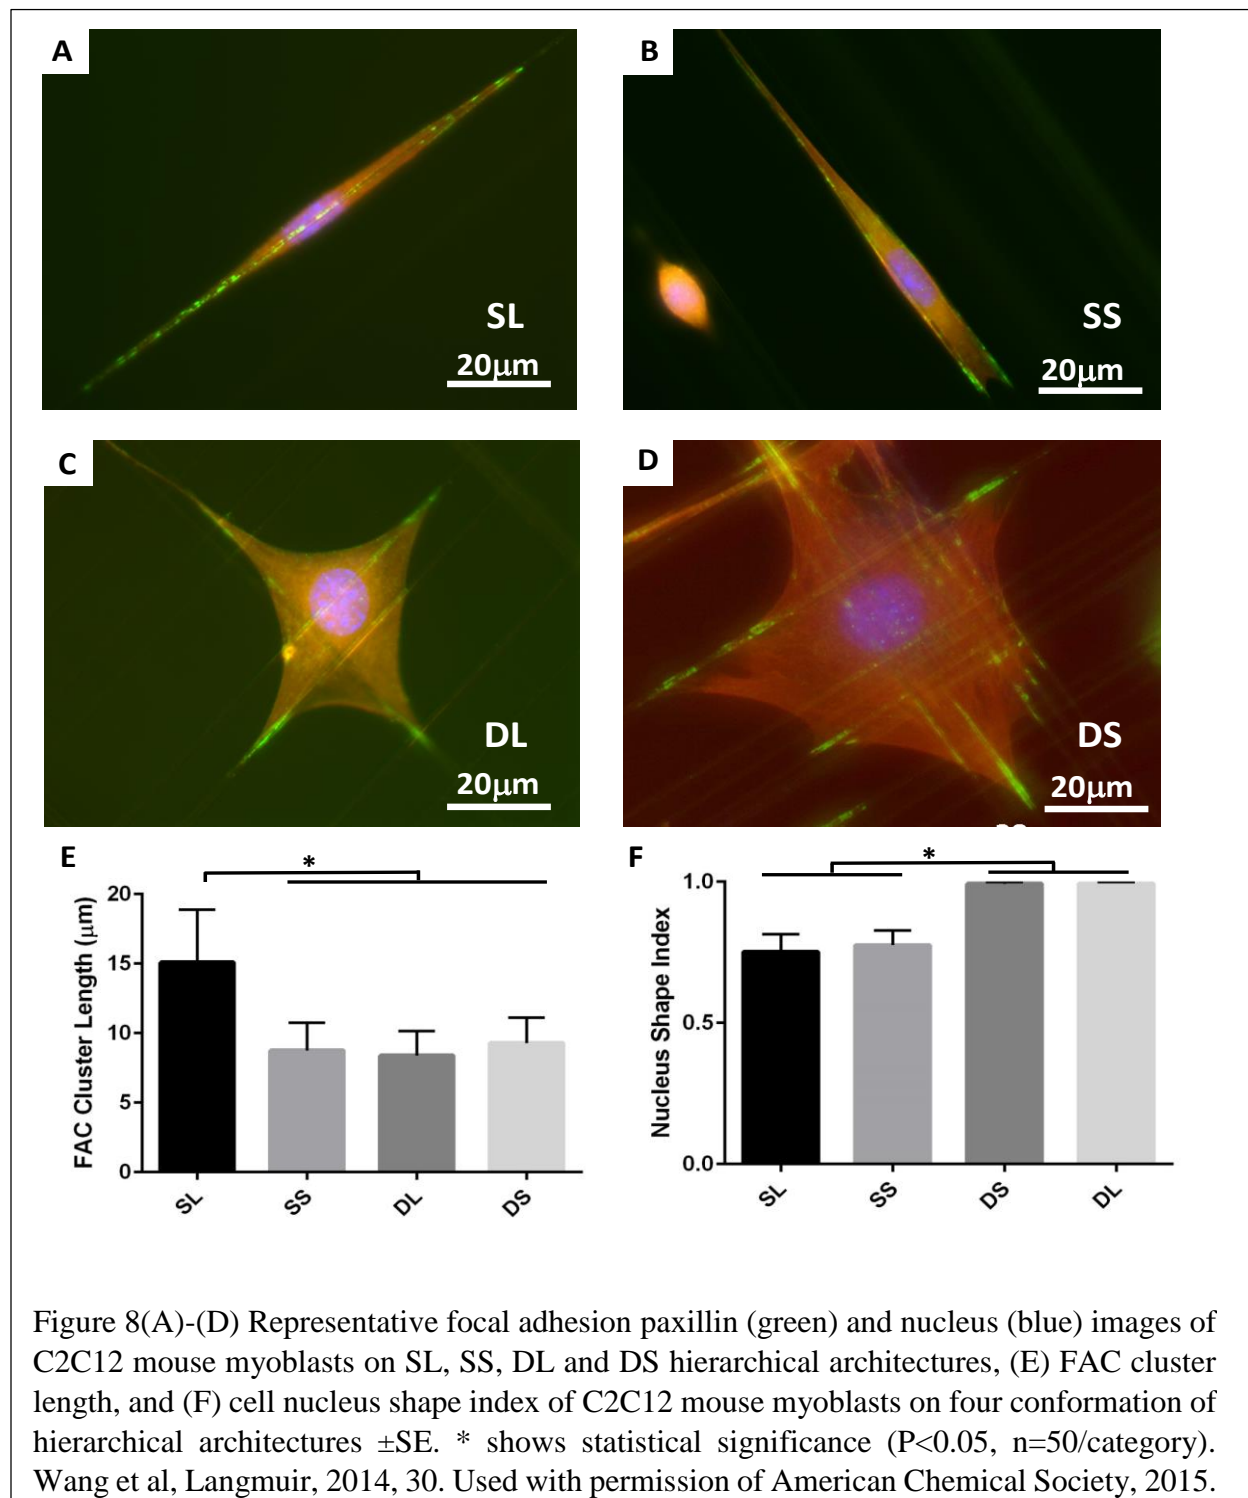 A
B
SL
20μm
SS
20μm
C
D
DL
20μm
DS
20μm
E
*
FAC Cluster Length (μm)
20
15
10
5
0
SL
SS
DL
DS
F
*
Nucleus Shape Index
1.0
0.5
0.0
SL
SS
DS
DL
Figure 8(A)-(D) Representative focal adhesion paxillin (green) and nucleus (blue) images of
C2C12 mouse myoblasts on SL, SS, DL and DS hierarchical architectures, (E) FAC cluster
length, and (F) cell nucleus shape index of C2C12 mouse myoblasts on four conformation of
hierarchical architectures ±SE. * shows statistical significance (P<0.05, n=50/category).
Wang et al, Langmuir, 2014, 30. Used with permission of American Chemical Society, 2015.